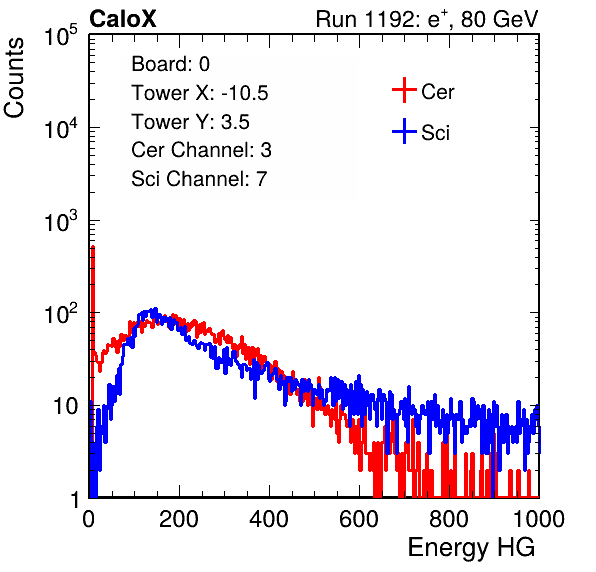 CaloX Run 1192: e⁺, 80 GeV
Counts
10⁵
10⁴
10³
10²
10
1
Board: 0
Tower X: -10.5
Tower Y: 3.5
Cer Channel: 3
Sci Channel: 7
Cer
Sci
0 200 400 600 800 1000
Energy HG